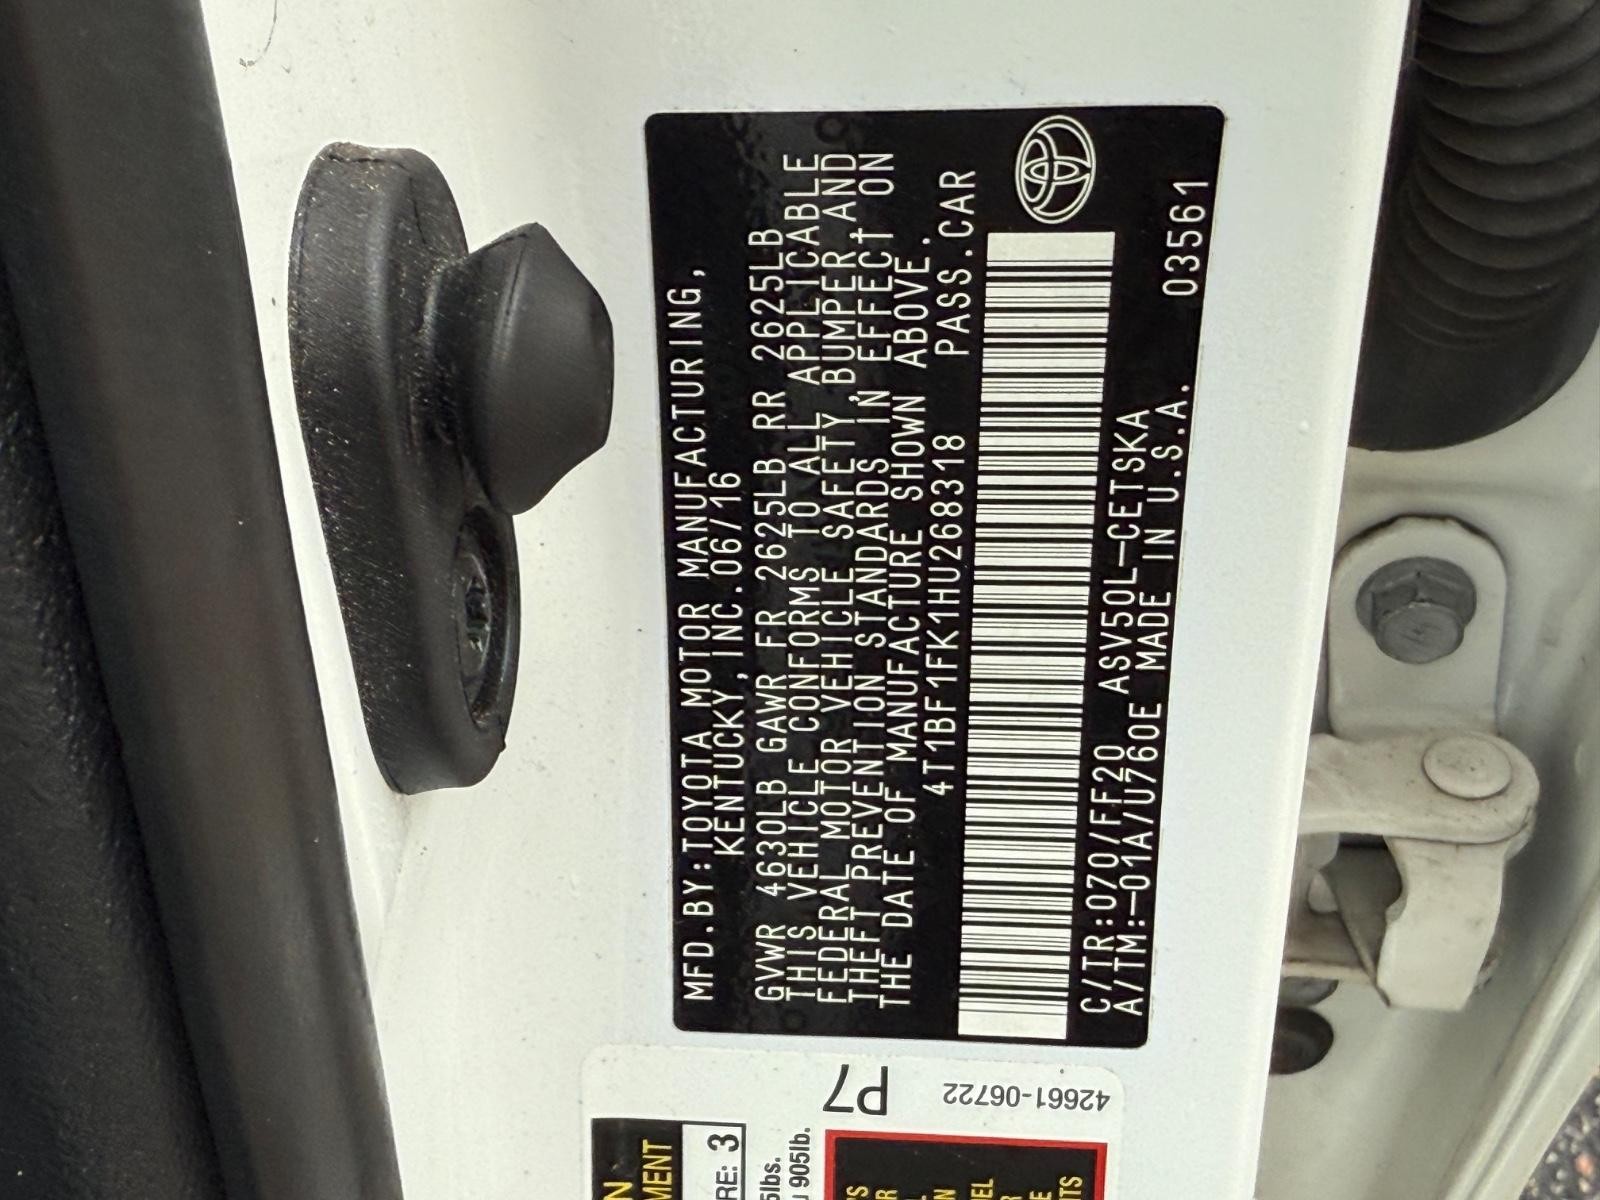 MFD.BY:TOYOTA MOTOR MANUFACTURING,
KENTUCKY, INC.06/16
GVWR 4630LB GAWR FR 2625LB RR 2625LB
THIS VEHICLE CONFORMS TO ALL APPLICABLE
FEDERAL MOTOR VEHICLE SAFETY,BUMPER,AND
THEFT PREVENTION STANDARDS IN EFFECT ON
THE DATE OF MANUFACTURE SHOWN ABOVE.
4T1BF1FK1HU268318 PASS.CAR
C/TR:070/FF20 ASV50L-CETSKA
A/TM:-01A/U760E MADE IN U.S.A. 03561
P7
42661-06722
3
905lb.